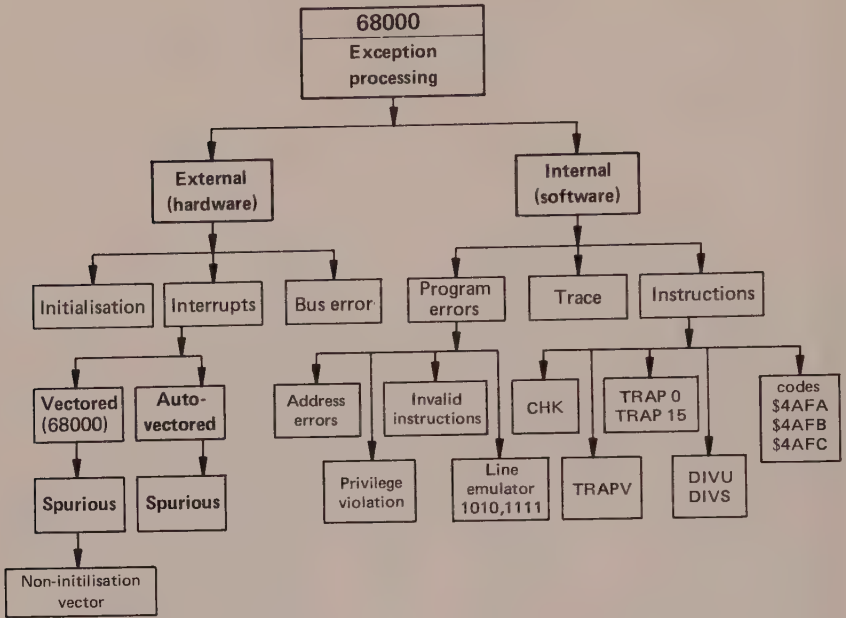 68000
Exception
processing
External
(hardware)
Internal
(software)
Initialisation
Interrupts
Bus error
Program
errors
Trace
Instructions
Vectored
(68000)
Auto-
vectored
Address
errors
Invalid
instructions
CHK
TRAP 0
TRAP 15
codes
$4AFA
$4AFB
$4AFC
Spurious
Spurious
Privilege
violation
Line
emulator
1010,1111
TRAPV
DIVU
DIVS
Non-initilisation
vector